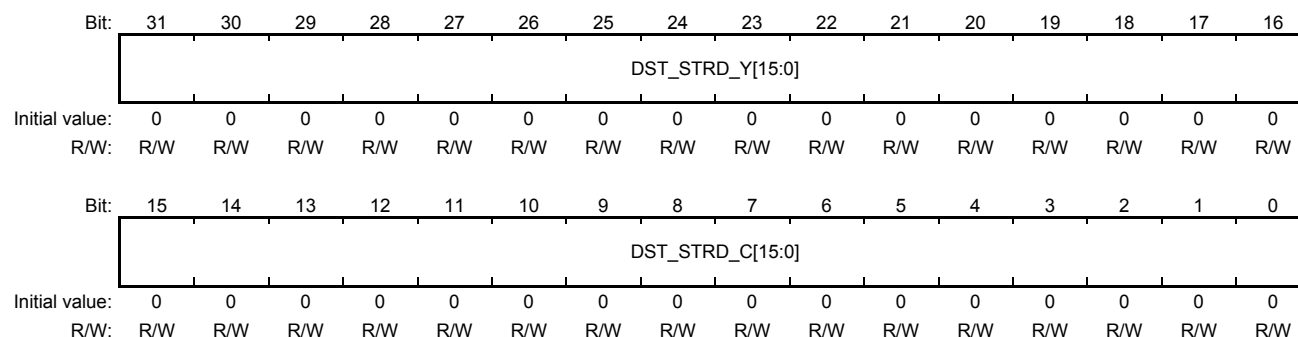 Bit: 31 30 29 28 27 26 25 24 23 22 21 20 19 18 17 16
DST_STRD_Y[15:0]
Initial value: 0 0 0 0 0 0 0 0 0 0 0 0 0 0 0 0
R/W: R/W R/W R/W R/W R/W R/W R/W R/W R/W R/W R/W R/W R/W R/W R/W R/W
Bit: 15 14 13 12 11 10 9 8 7 6 5 4 3 2 1 0
DST_STRD_C[15:0]
Initial value: 0 0 0 0 0 0 0 0 0 0 0 0 0 0 0 0
R/W: R/W R/W R/W R/W R/W R/W R/W R/W R/W R/W R/W R/W R/W R/W R/W R/W